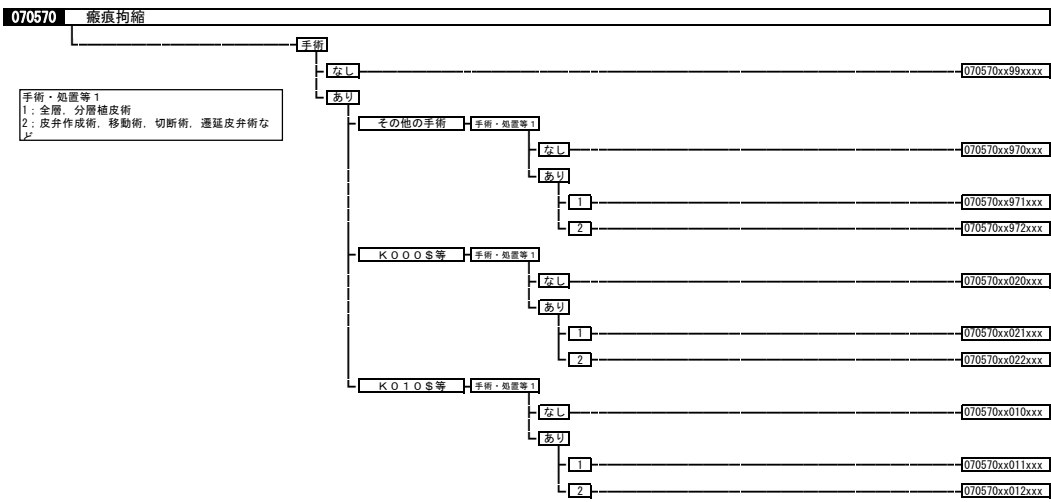 070570 瘢痕拘縮
手術
なし 070570xx99xxxx
手術・処置等1
1；全層，分層植皮術
2；皮弁作成術，移動術，切断術，遷延皮弁術な
ど
あり
その他の手術 手術・処置等1
なし 070570xx970xxx
あり
1 070570xx971xxx
2 070570xx972xxx
K000$等 手術・処置等1
なし 070570xx020xxx
あり
1 070570xx021xxx
2 070570xx022xxx
K010$等 手術・処置等1
なし 070570xx010xxx
あり
1 070570xx011xxx
2 070570xx012xxx